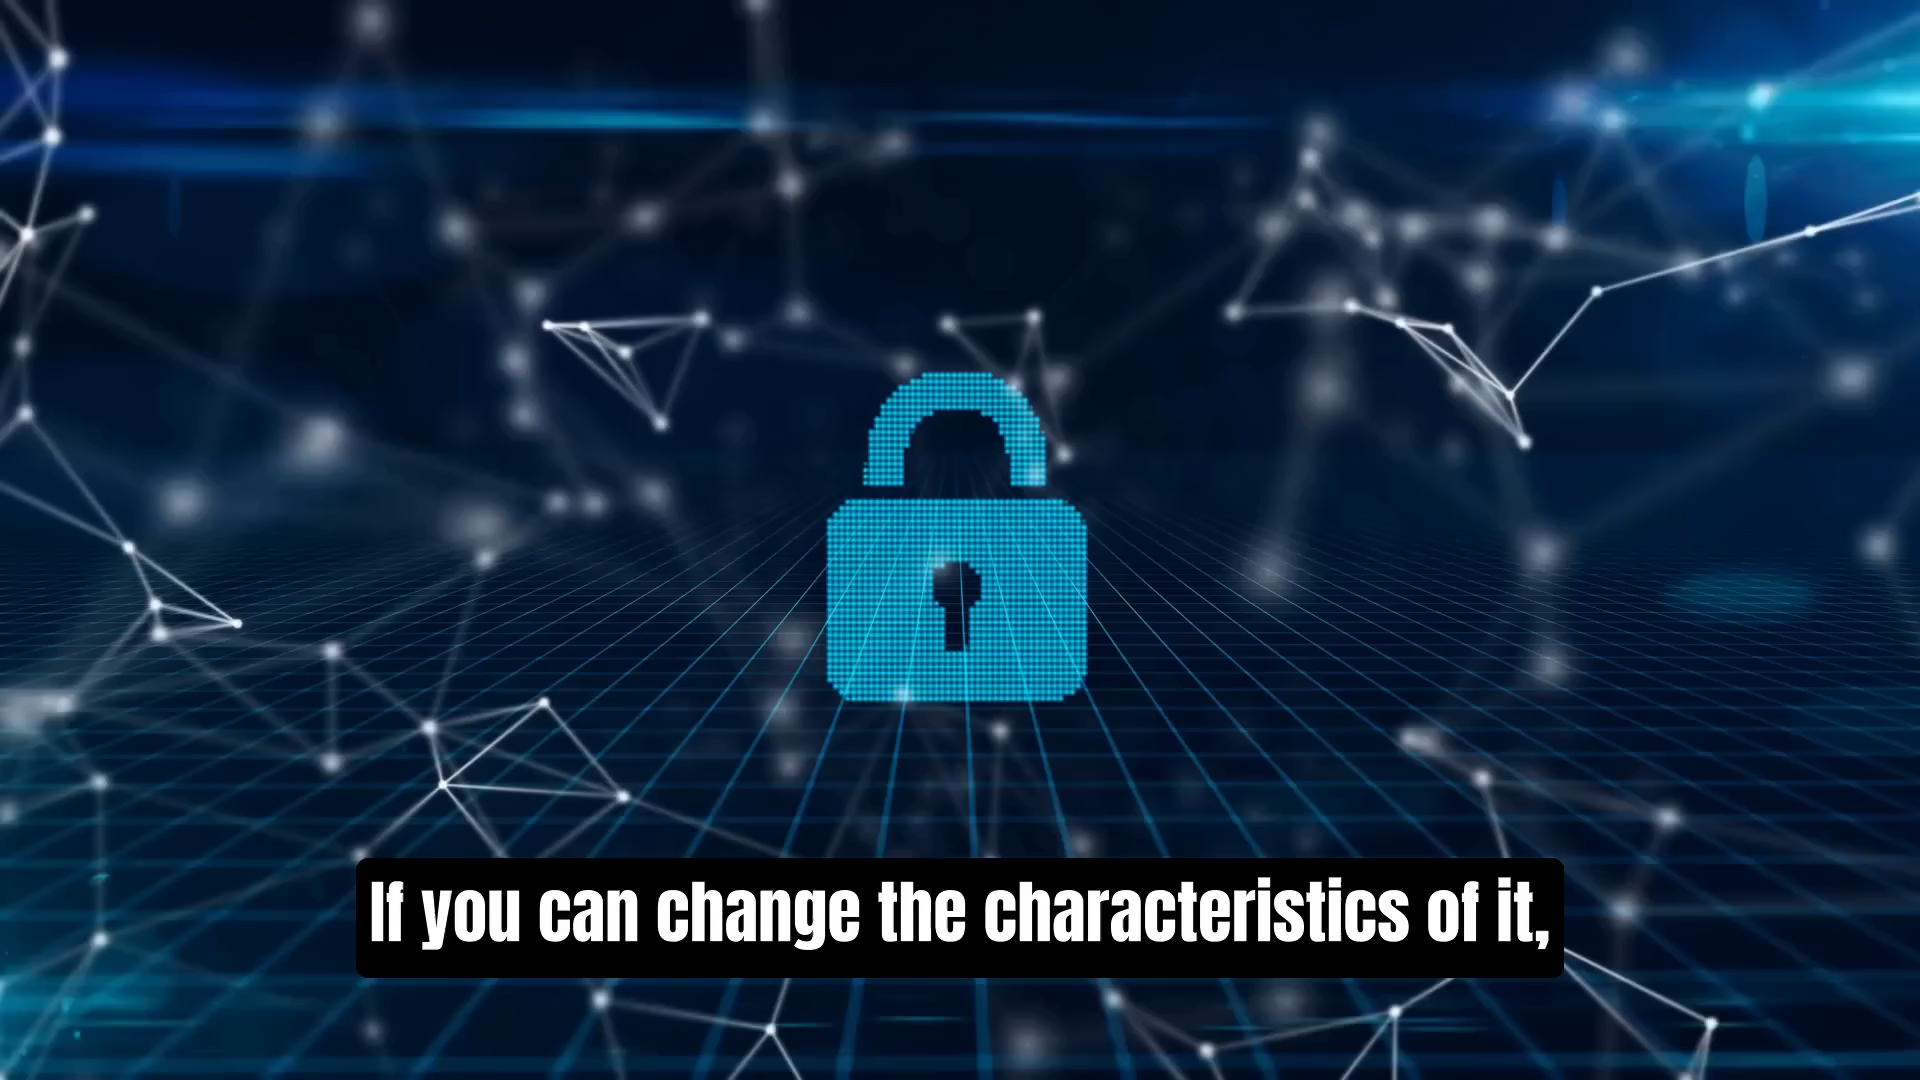 If you can change the characteristics of it,